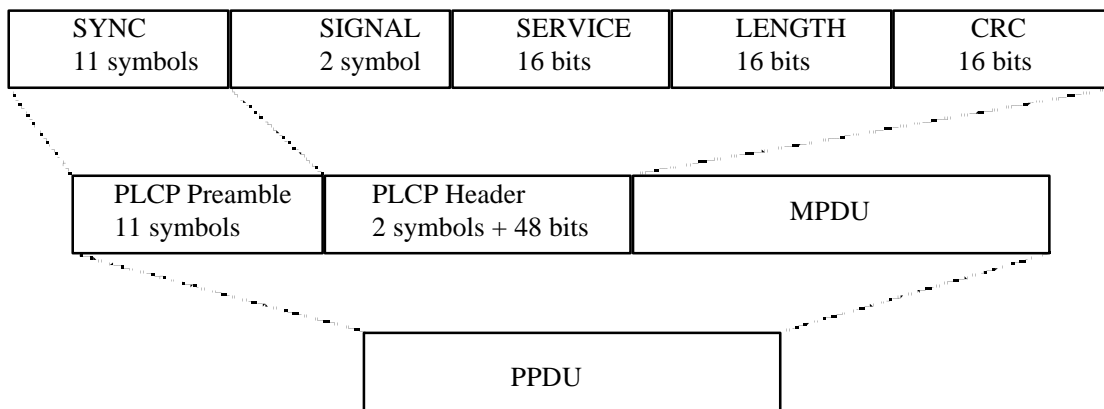 SYNC
11 symbols
SIGNAL
2 symbol
SERVICE
16 bits
LENGTH
16 bits
CRC
16 bits
PLCP Preamble
11 symbols
PLCP Header
2 symbols + 48 bits
MPDU
PPDU